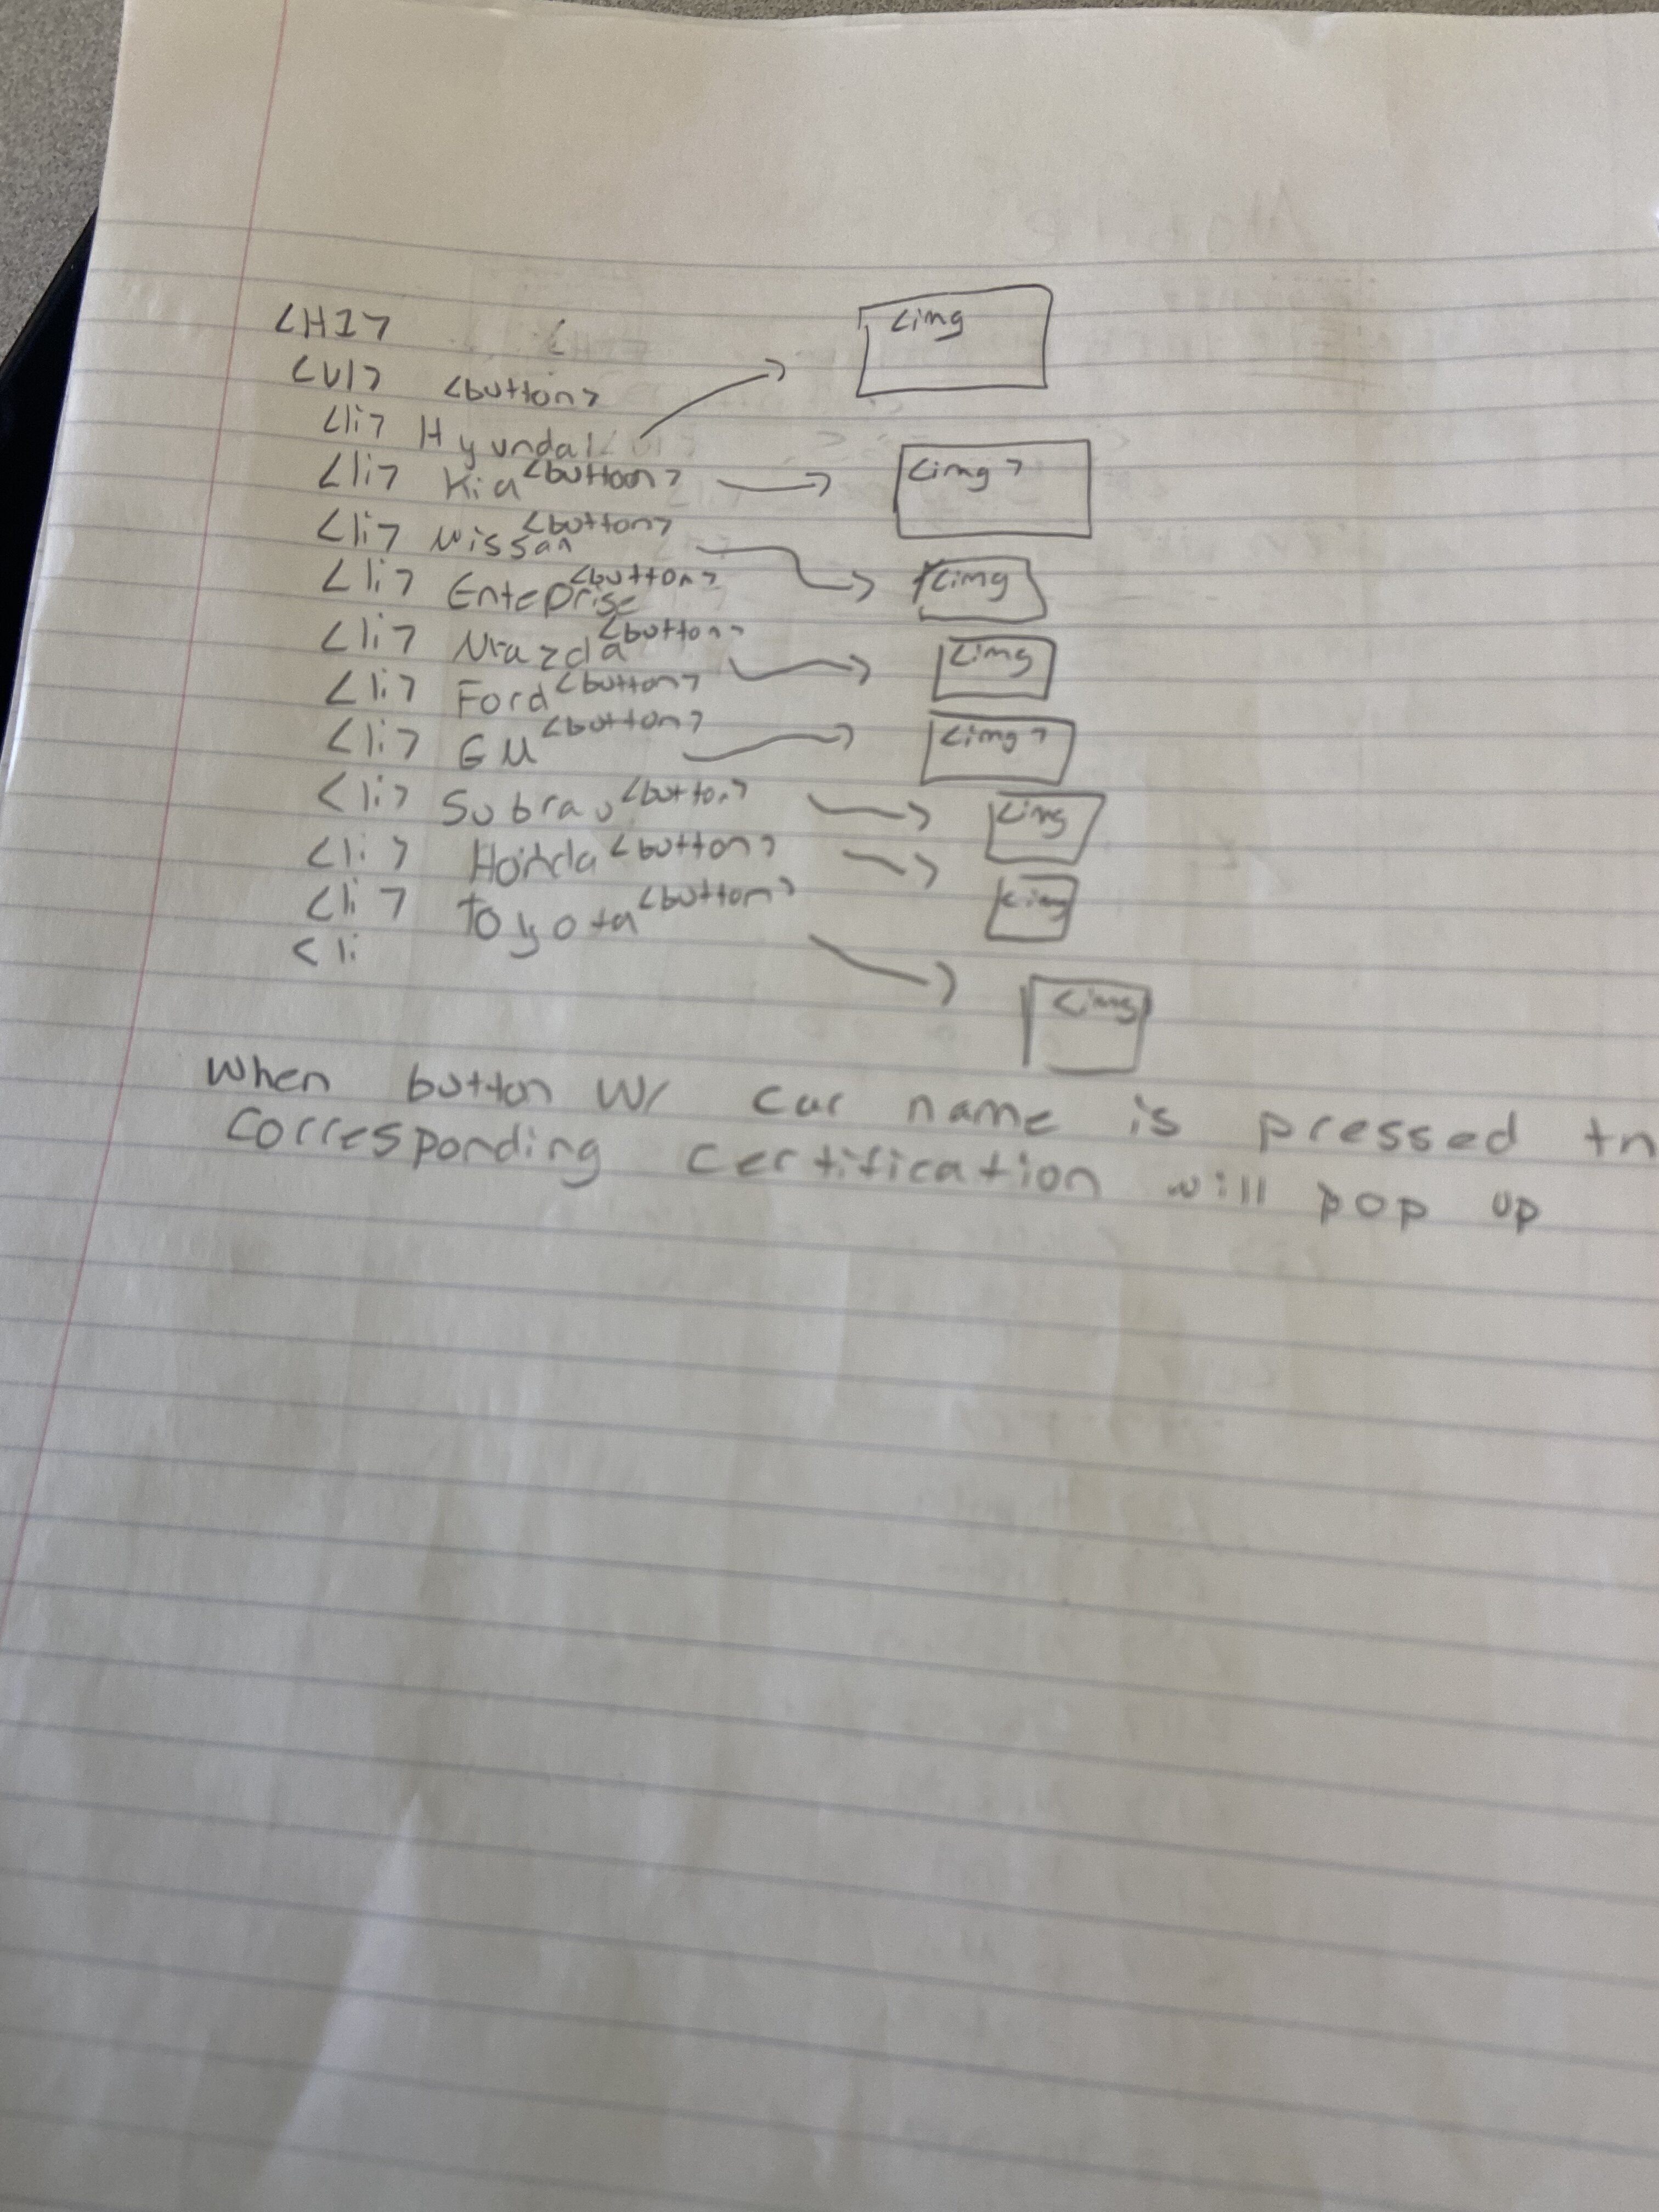 <H1>
<ul> <button>
<img
<li> Hyundai
<li> Kia <button>
<img>
<li> Nissan <button>
<img
<li> Enteprise <button>
<li> Mazda <button>
<img
<li> Ford <button>
<li> GM <button>
<img>
<li> Subrau <button>
<img
<li> Honda <button>
<img
<li> Toyota <button>
<li
<img
When button w/ car name is pressed
corresponding certification will pop up